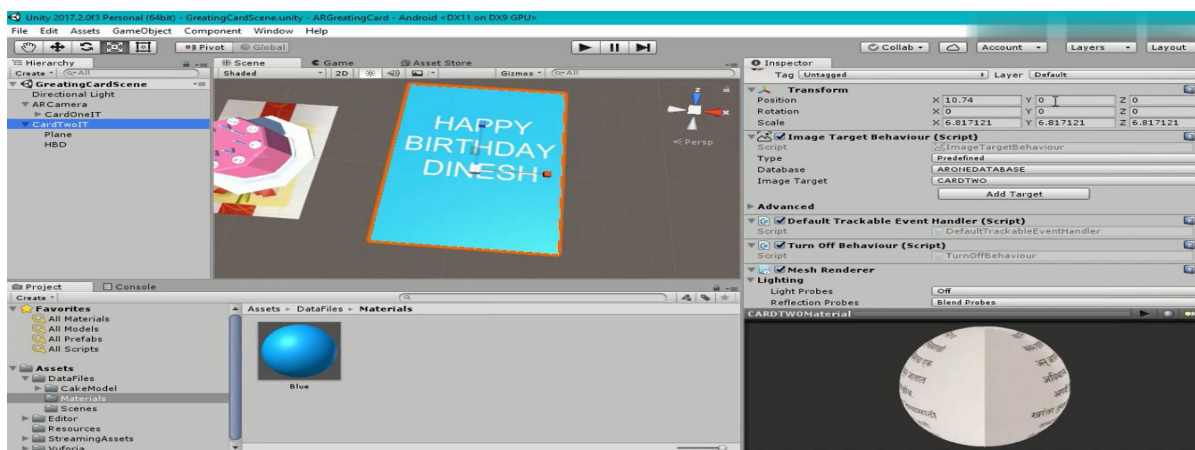 Unity 2017.2.0f3 Personal (64bit) - GreatingCardScene.unity - ARGreatingCard - Android <DX11 on DX9 GPU>
File Edit Assets GameObject Component Window Help
Pivot Global Collab Account Layers Layout
Hierarchy
Create All
GreatingCardScene
Directional Light
ARCamera
CardOneIT
CardTwoIT
Plane
HBD
Scene Game Asset Store
Shaded 2D Gizmos All
z
x
Persp
HAPPY
BIRTHDAY
DINESH
Project Console
Create
Favorites
All Materials
All Models
All Prefabs
All Scripts
Assets
DataFiles
CakeModel
Materials
Scenes
Editor
Resources
StreamingAssets
Vuforia
Assets DataFiles Materials
Blue
Inspector
Tag Untagged Layer Default
Transform
Position X 10.74 Y 0 Z 0
Rotation X 0 Y 0 Z 0
Scale X 6.817121 Y 6.817121 Z 6.817121
Image Target Behaviour (Script)
Script ImageTargetBehaviour
Type Predefined
Database ARONEDATABASE
Image Target CARDTWO
Add Target
Advanced
Default Trackable Event Handler (Script)
Script DefaultTrackableEventHandler
Turn Off Behaviour (Script)
Script TurnOffBehaviour
Mesh Renderer
Lighting
Light Probes Off
Reflection Probes Blend Probes
CARDTWOMaterial